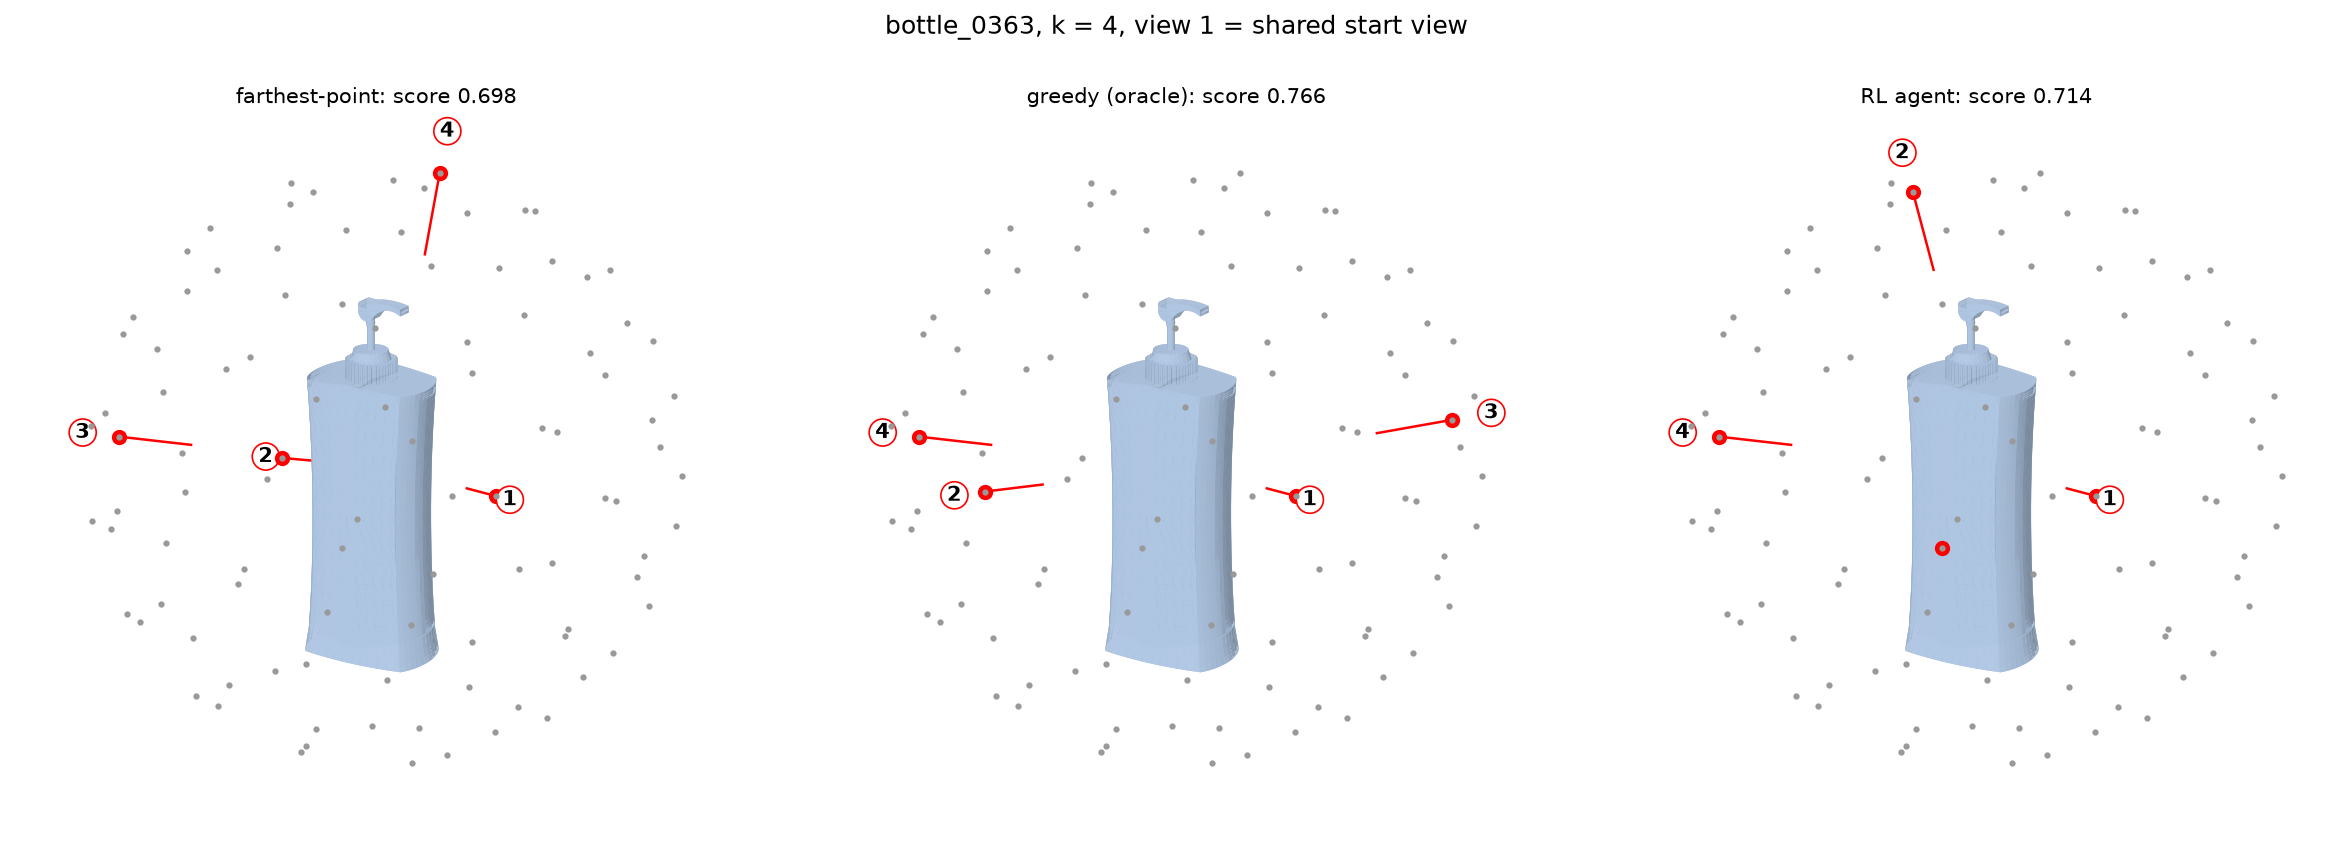 bottle_0363, k = 4, view 1 = shared start view
farthest-point: score 0.698
4
3
2
1
greedy (oracle): score 0.766
3
4
2
1
RL agent: score 0.714
2
4
1